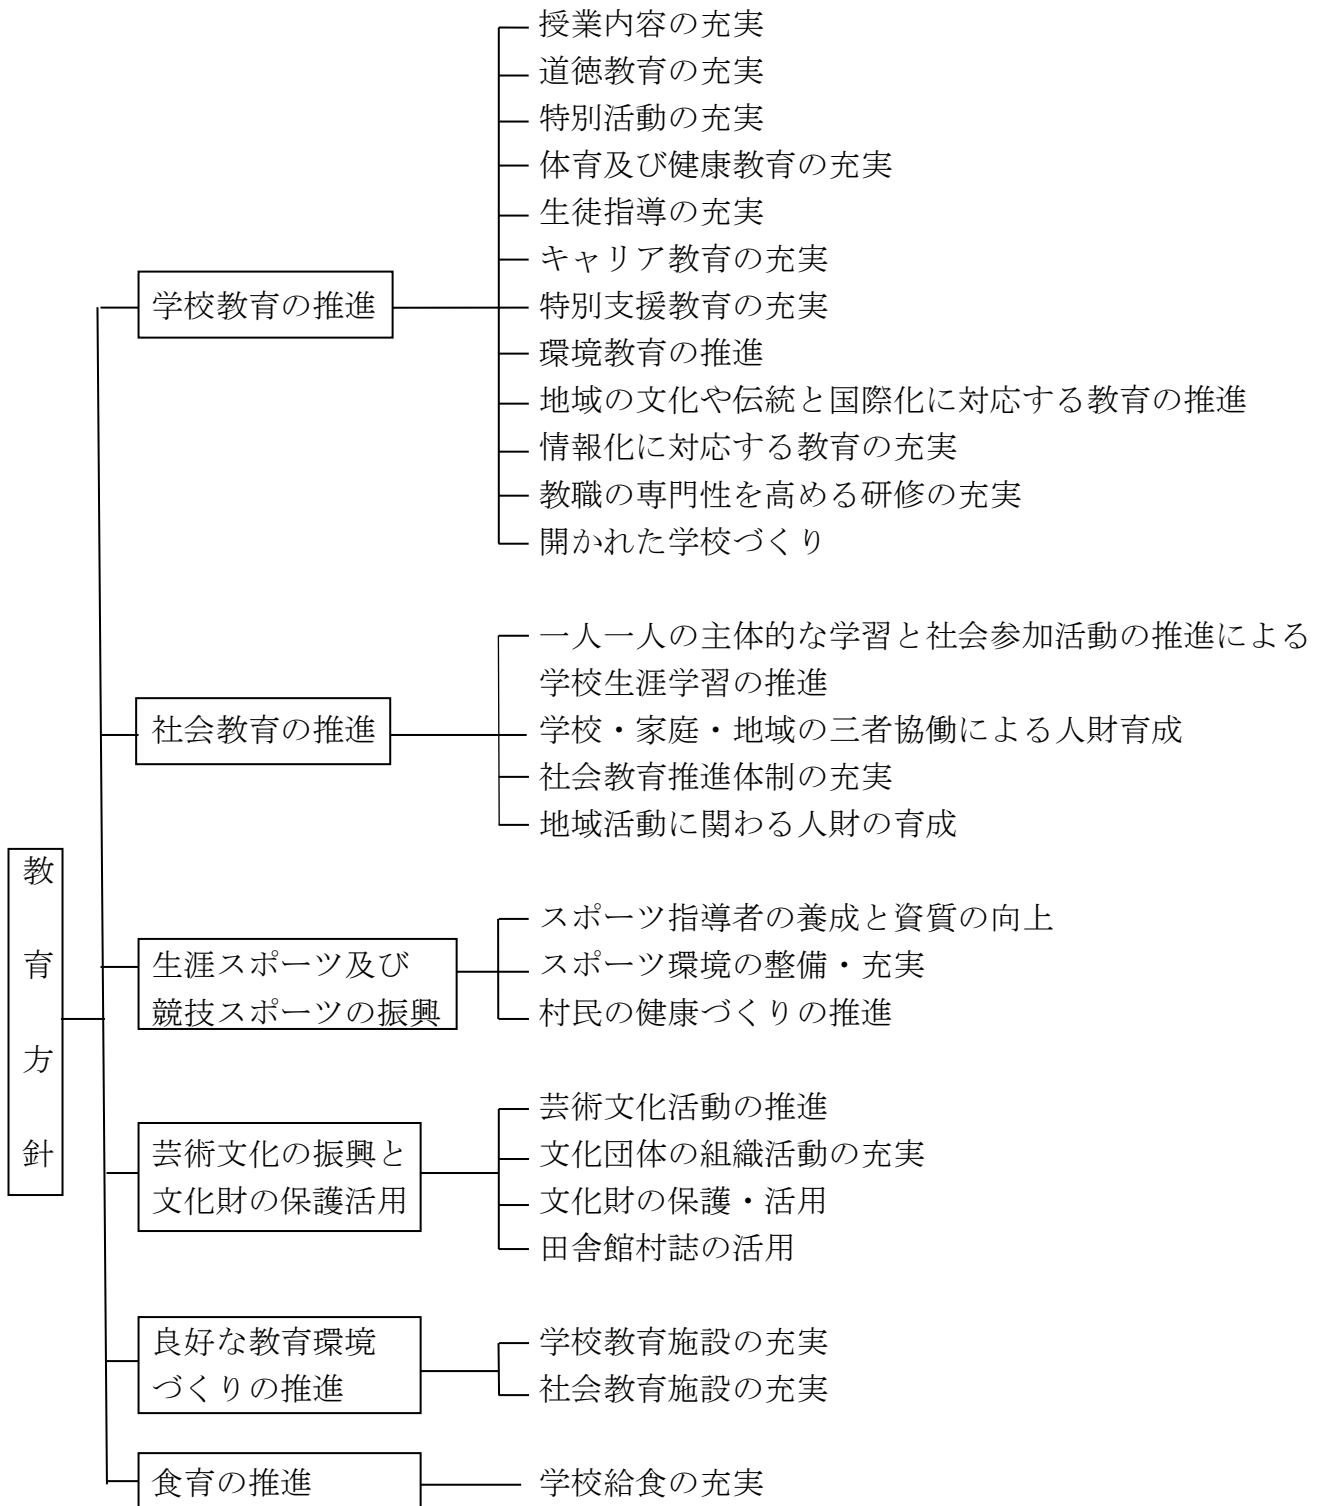 教育方針
学校教育の推進
授業内容の充実
道徳教育の充実
特別活動の充実
体育及び健康教育の充実
生徒指導の充実
キャリア教育の充実
特別支援教育の充実
環境教育の推進
地域の文化や伝統と国際化に対応する教育の推進
情報化に対応する教育の充実
教職の専門性を高める研修の充実
開かれた学校づくり
社会教育の推進
一人一人の主体的な学習と社会参加活動の推進による
学校生涯学習の推進
学校・家庭・地域の三者協働による人財育成
社会教育推進体制の充実
地域活動に関わる人財の育成
生涯スポーツ及び
競技スポーツの振興
スポーツ指導者の養成と資質の向上
スポーツ環境の整備・充実
村民の健康づくりの推進
芸術文化の振興と
文化財の保護活用
芸術文化活動の推進
文化団体の組織活動の充実
文化財の保護・活用
田舎館村誌の活用
良好な教育環境
づくりの推進
学校教育施設の充実
社会教育施設の充実
食育の推進
学校給食の充実